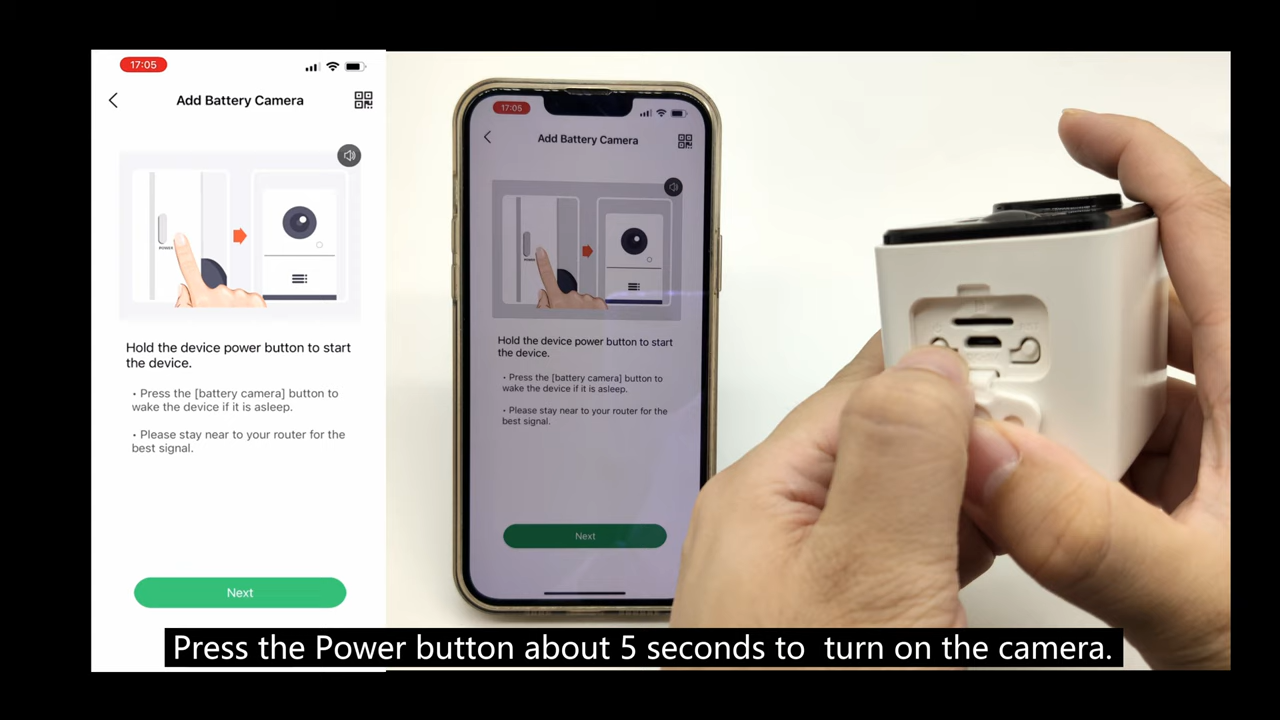 17:05
Add Battery Camera
POWER
Hold the device power button to start
the device.
• Press the [battery camera] button to
wake the device if it is asleep.
• Please stay near to your router for the
best signal.
Next
17:05
Add Battery Camera
POWER
Hold the device power button to start
the device.
• Press the [battery camera] button to
wake the device if it is asleep.
• Please stay near to your router for the
best signal.
Next
Press the Power button about 5 seconds to  turn on the camera.